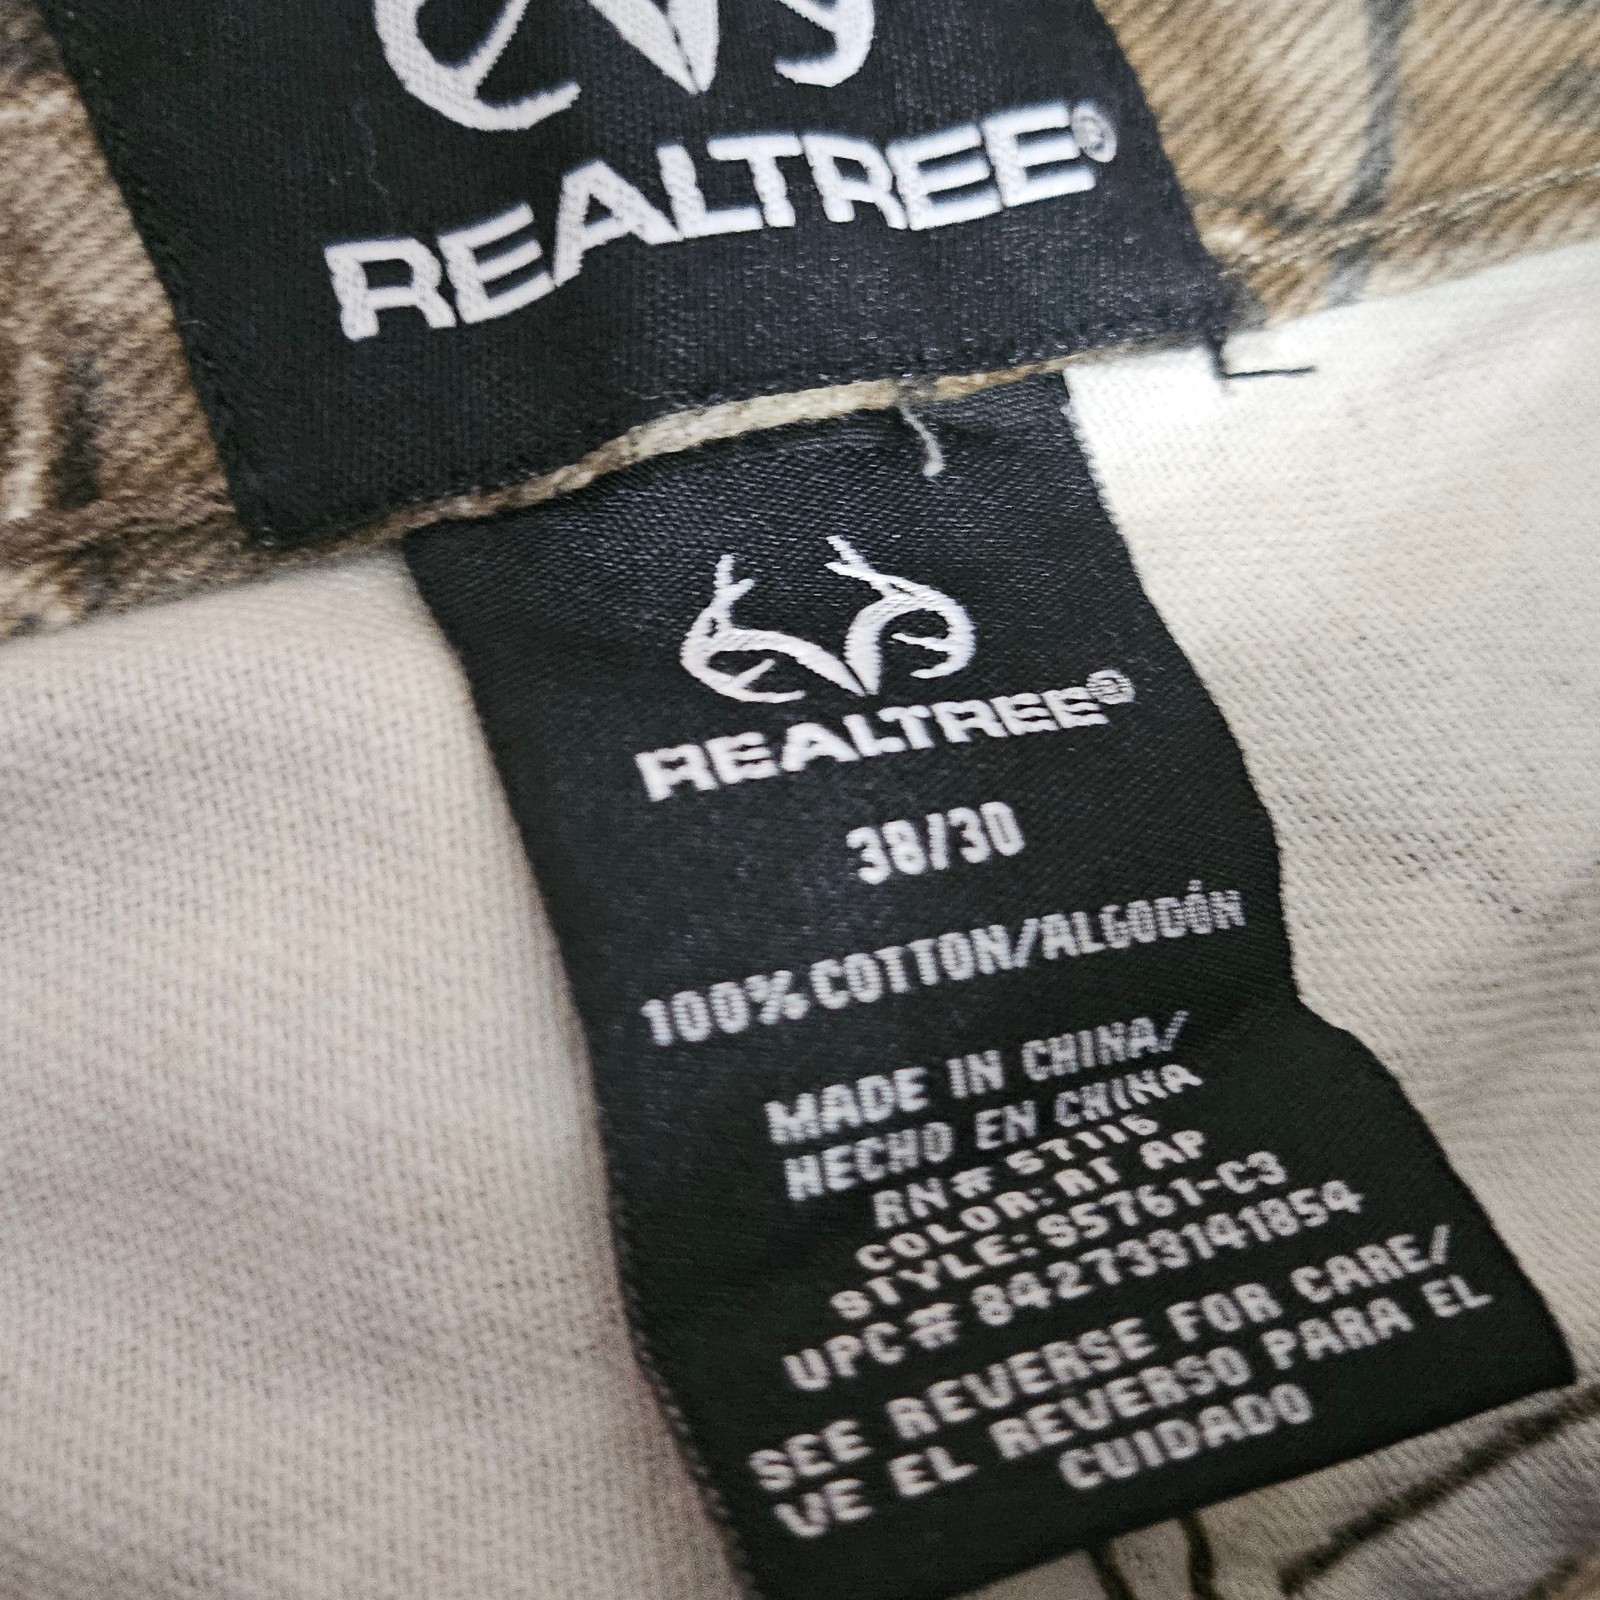 REALTREE®
REALTREE®
38/30
100% COTTON/ALGODÓN
MADE IN CHINA/
HECHO EN CHINA
RN# 57116
COLOR: RT AP
STYLE: S5761-C3
UPC# 842733141854
SEE REVERSE FOR CARE/
VE EL REVERSO PARA EL
CUIDADO